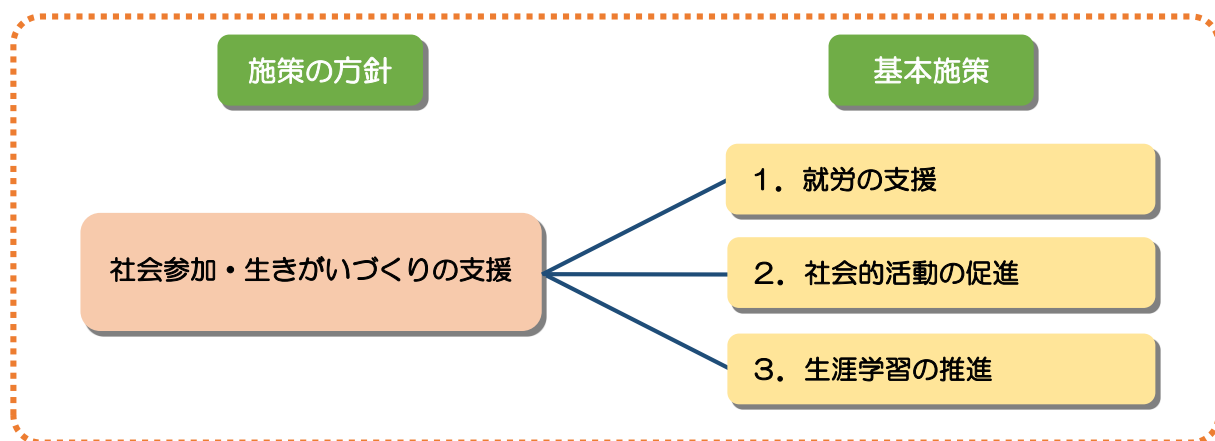 施策の方針
基本施策
社会参加・生きがいづくりの支援
１．就労の支援
２．社会的活動の促進
３．生涯学習の推進